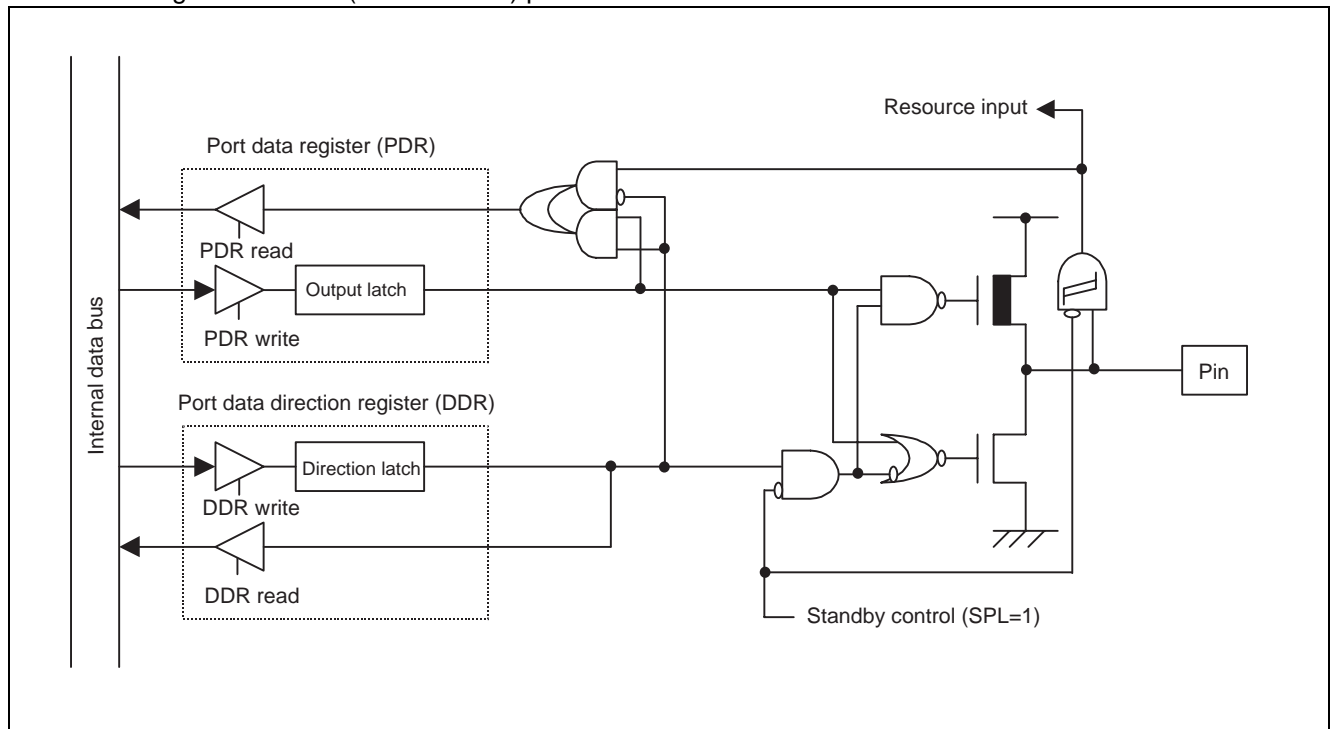 Resource input
Port data register (PDR)
PDR read
Output latch
PDR write
Internal data bus
Pin
Port data direction register (DDR)
Direction latch
DDR write
DDR read
Standby control (SPL=1)